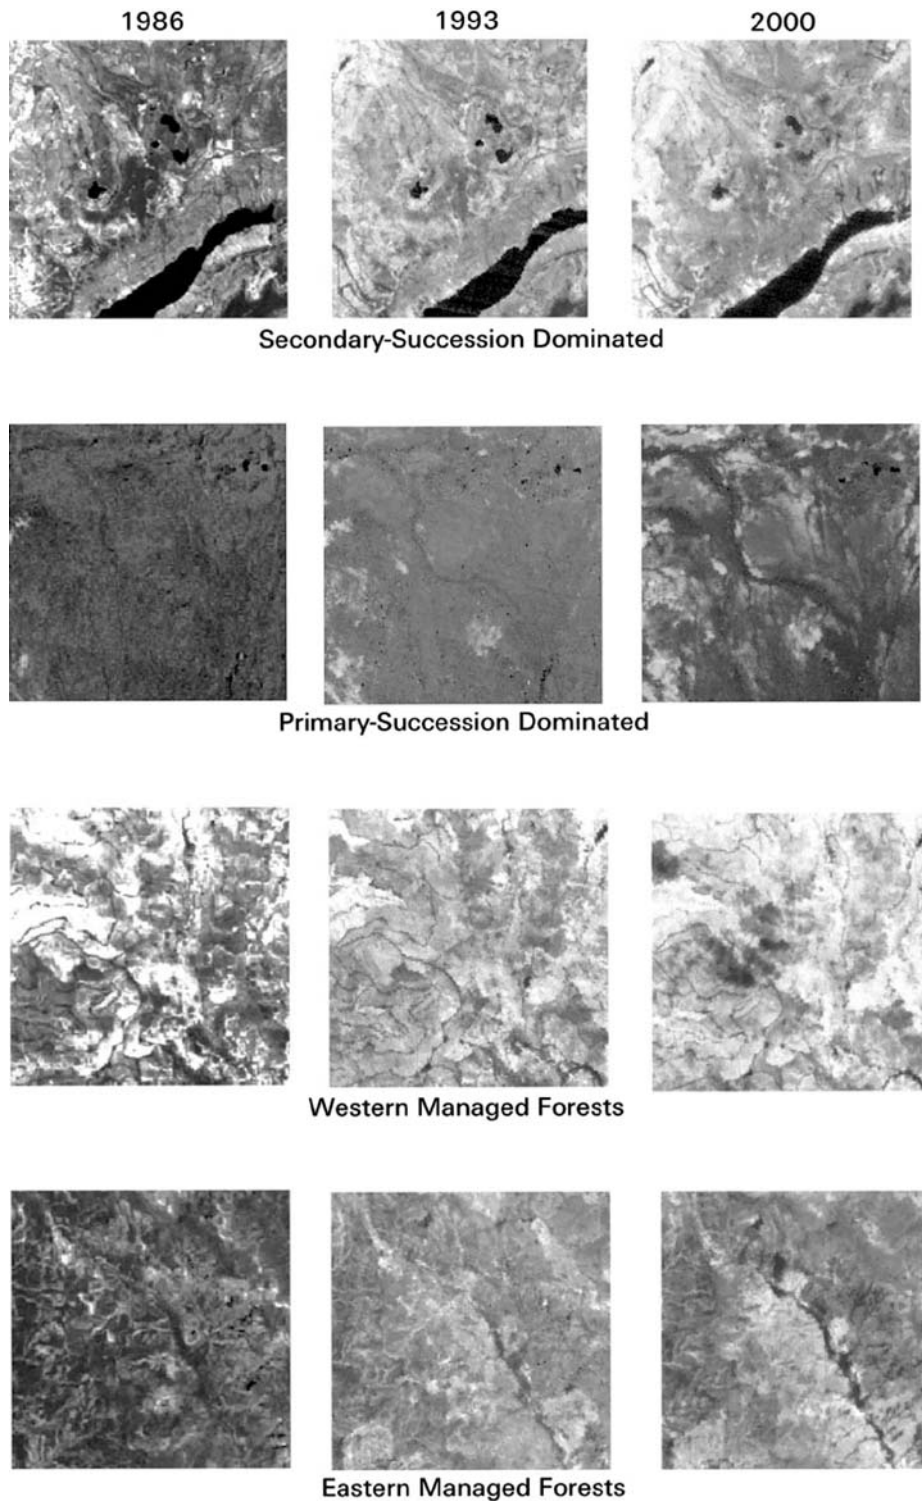 1986 1993 2000
Secondary-Succession Dominated
Primary-Succession Dominated
Western Managed Forests
Eastern Managed Forests